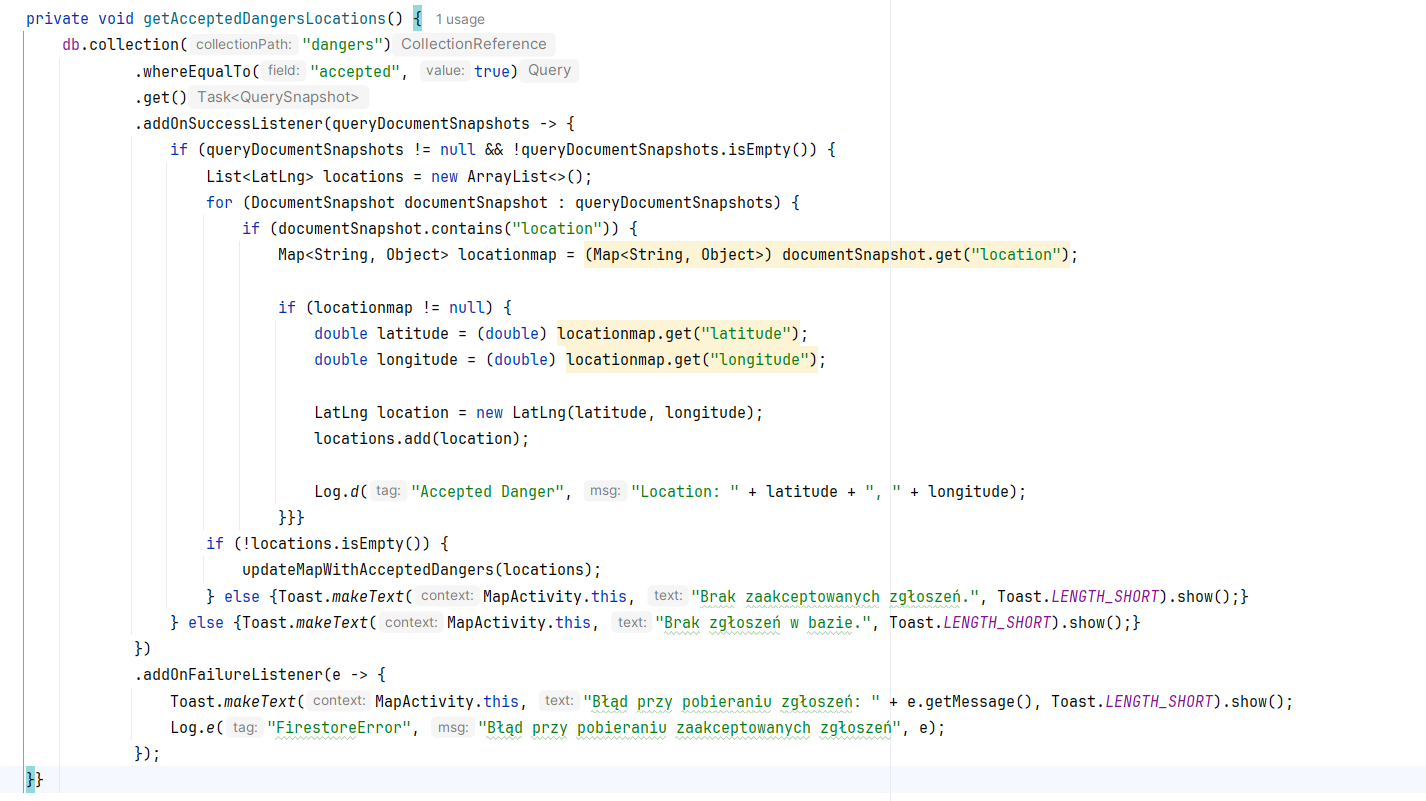 private void getAcceptedDangersLocations() { 1 usage
db.collection( collectionPath: "dangers") CollectionReference
.whereEqualTo( field: "accepted", value: true) Query
.get() Task<QuerySnapshot>
.addOnSuccessListener(queryDocumentSnapshots -> {
if (queryDocumentSnapshots != null && !queryDocumentSnapshots.isEmpty()) {
List<LatLng> locations = new ArrayList<>();
for (DocumentSnapshot documentSnapshot : queryDocumentSnapshots) {
if (documentSnapshot.contains("location")) {
Map<String, Object> locationmap = (Map<String, Object>) documentSnapshot.get("location");
if (locationmap != null) {
double latitude = (double) locationmap.get("latitude");
double longitude = (double) locationmap.get("longitude");
LatLng location = new LatLng(latitude, longitude);
locations.add(location);
Log.d( tag: "Accepted Danger", msg: "Location: " + latitude + ", " + longitude);
}}}
if (!locations.isEmpty()) {
updateMapWithAcceptedDangers(locations);
} else {Toast.makeText( context: MapActivity.this, text: "Brak zaakceptowanych zgłoszeń.", Toast.LENGTH_SHORT).show();}
} else {Toast.makeText( context: MapActivity.this, text: "Brak zgłoszeń w bazie.", Toast.LENGTH_SHORT).show();}
})
.addOnFailureListener(e -> {
Toast.makeText( context: MapActivity.this, text: "Błąd przy pobieraniu zgłoszeń: " + e.getMessage(), Toast.LENGTH_SHORT).show();
Log.e( tag: "FirestoreError", msg: "Błąd przy pobieraniu zaakceptowanych zgłoszeń", e);
});
}}